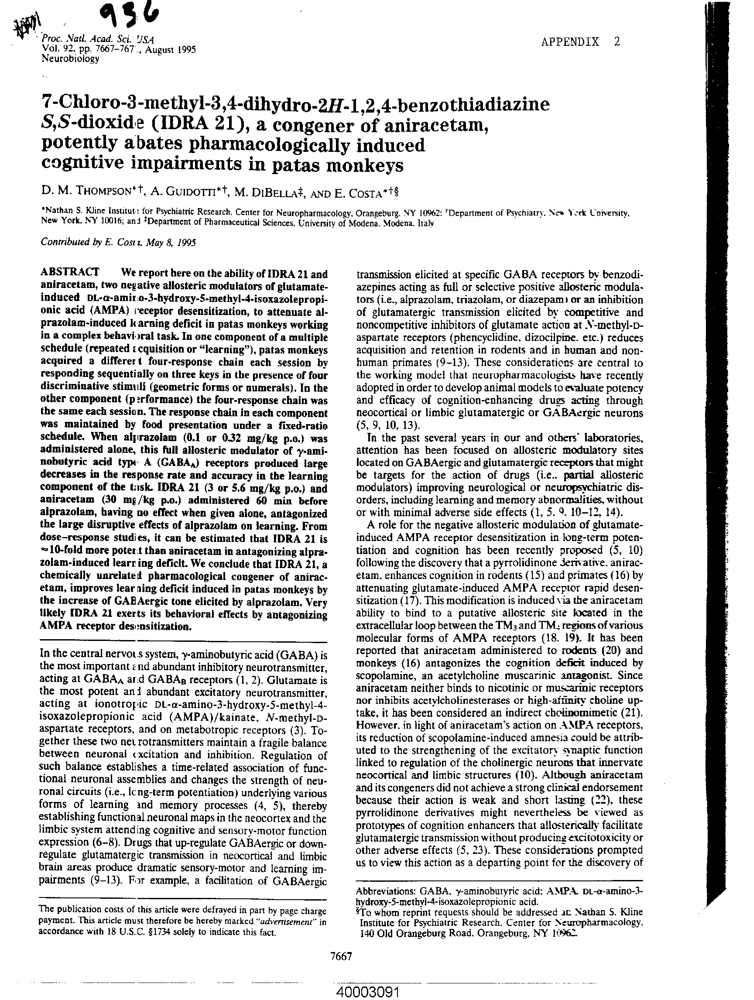 936
Proc. Natl. Acad. Sci. USA
Vol. 92, pp. 7667-767 , August 1995
Neurobiology
APPENDIX 2
7-Chloro-3-methyl-3,4-dihydro-2H-1,2,4-benzothiadiazine
S,S-dioxide (IDRA 21), a congener of aniracetam,
potently abates pharmacologically induced
cognitive impairments in patas monkeys
D. M. THOMPSON*†, A. GUIDOTTI*†, M. DIBELLA‡, AND E. COSTA*†§
*Nathan S. Kline Institute for Psychiatric Research, Center for Neuropharmacology, Orangeburg, NY 10962; †Department of Psychiatry, New York University,
New York, NY 10016; and ‡Department of Pharmaceutical Sciences, University of Modena, Modena, Italy
Contributed by E. Costa, May 8, 1995
ABSTRACT We report here on the ability of IDRA 21 and
aniracetam, two negative allosteric modulators of glutamate-
induced DL-α-amino-3-hydroxy-5-methyl-4-isoxazolepropi-
onic acid (AMPA) receptor desensitization, to attenuate al-
prazolam-induced learning deficit in patas monkeys working
in a complex behavioral task. In one component of a multiple
schedule (repeated acquisition or "learning"), patas monkeys
acquired a different four-response chain each session by
responding sequentially on three keys in the presence of four
discriminative stimuli (geometric forms or numerals). In the
other component (performance) the four-response chain was
the same each session. The response chain in each component
was maintained by food presentation under a fixed-ratio
schedule. When alprazolam (0.1 or 0.32 mg/kg p.o.) was
administered alone, this full allosteric modulator of γ-ami-
nobutyric acid type A (GABAA) receptors produced large
decreases in the response rate and accuracy in the learning
component of the task. IDRA 21 (3 or 5.6 mg/kg p.o.) and
aniracetam (30 mg/kg p.o.) administered 60 min before
alprazolam, having no effect when given alone, antagonized
the large disruptive effects of alprazolam on learning. From
dose-response studies, it can be estimated that IDRA 21 is
≈10-fold more potent than aniracetam in antagonizing alpra-
zolam-induced learning deficit. We conclude that IDRA 21, a
chemically unrelated pharmacological congener of anirac-
etam, improves learning deficit induced in patas monkeys by
the increase of GABAergic tone elicited by alprazolam. Very
likely IDRA 21 exerts its behavioral effects by antagonizing
AMPA receptor desensitization.
In the central nervous system, γ-aminobutyric acid (GABA) is
the most important and abundant inhibitory neurotransmitter,
acting at GABAA and GABAB receptors (1, 2). Glutamate is
the most potent and abundant excitatory neurotransmitter,
acting at ionotropic DL-α-amino-3-hydroxy-5-methyl-4-
isoxazolepropionic acid (AMPA)/kainate, N-methyl-D-
aspartate receptors, and on metabotropic receptors (3). To-
gether these two neurotransmitters maintain a fragile balance
between neuronal excitation and inhibition. Regulation of
such balance establishes a time-related association of func-
tional neuronal assemblies and changes the strength of neu-
ronal circuits (i.e., long-term potentiation) underlying various
forms of learning and memory processes (4, 5), thereby
establishing functional neuronal maps in the neocortex and the
limbic system attending cognitive and sensory-motor function
expression (6-8). Drugs that up-regulate GABAergic or down-
regulate glutamatergic transmission in neocortical and limbic
brain areas produce dramatic sensory-motor and learning im-
pairments (9-13). For example, a facilitation of GABAergic
The publication costs of this article were defrayed in part by page charge
payment. This article must therefore be hereby marked "advertisement" in
accordance with 18 U.S.C. §1734 solely to indicate this fact.
transmission elicited at specific GABA receptors by benzodi-
azepines acting as full or selective positive allosteric modula-
tors (i.e., alprazolam, triazolam, or diazepam) or an inhibition
of glutamatergic transmission elicited by competitive and
noncompetitive inhibitors of glutamate action at N-methyl-D-
aspartate receptors (phencyclidine, dizocilpine, etc.) reduces
acquisition and retention in rodents and in human and non-
human primates (9-13). These considerations are central to
the working model that neuropharmacologists have recently
adopted in order to develop animal models to evaluate potency
and efficacy of cognition-enhancing drugs acting through
neocortical or limbic glutamatergic or GABAergic neurons
(5, 9, 10, 13).
In the past several years in our and others' laboratories,
attention has been focused on allosteric modulatory sites
located on GABAergic and glutamatergic receptors that might
be targets for the action of drugs (i.e., partial allosteric
modulators) improving neurological or neuropsychiatric dis-
orders, including learning and memory abnormalities, without
or with minimal adverse side effects (1, 5, 9, 10-12, 14).
A role for the negative allosteric modulation of glutamate-
induced AMPA receptor desensitization in long-term poten-
tiation and cognition has been recently proposed (5, 10)
following the discovery that a pyrrolidinone derivative, anirac-
etam, enhances cognition in rodents (15) and primates (16) by
attenuating glutamate-induced AMPA receptor rapid desen-
sitization (17). This modification is induced via the aniracetam
ability to bind to a putative allosteric site located in the
extracellular loop between the TM3 and TM4 regions of various
molecular forms of AMPA receptors (18, 19). It has been
reported that aniracetam administered to rodents (20) and
monkeys (16) antagonizes the cognition deficit induced by
scopolamine, an acetylcholine muscarinic antagonist. Since
aniracetam neither binds to nicotinic or muscarinic receptors
nor inhibits acetylcholinesterases or high-affinity choline up-
take, it has been considered an indirect cholinomimetic (21).
However, in light of aniracetam's action on AMPA receptors,
its reduction of scopolamine-induced amnesia could be attrib-
uted to the strengthening of the excitatory synaptic function
linked to regulation of the cholinergic neurons that innervate
neocortical and limbic structures (10). Although aniracetam
and its congeners did not achieve a strong clinical endorsement
because their action is weak and short lasting (22), these
pyrrolidinone derivatives might nevertheless be viewed as
prototypes of cognition enhancers that allosterically facilitate
glutamatergic transmission without producing excitotoxicity or
other adverse effects (5, 23). These considerations prompted
us to view this action as a departing point for the discovery of
Abbreviations: GABA, γ-aminobutyric acid; AMPA, DL-α-amino-3-
hydroxy-5-methyl-4-isoxazolepropionic acid.
§To whom reprint requests should be addressed at: Nathan S. Kline
Institute for Psychiatric Research, Center for Neuropharmacology,
140 Old Orangeburg Road, Orangeburg, NY 10962.
7667
40003091